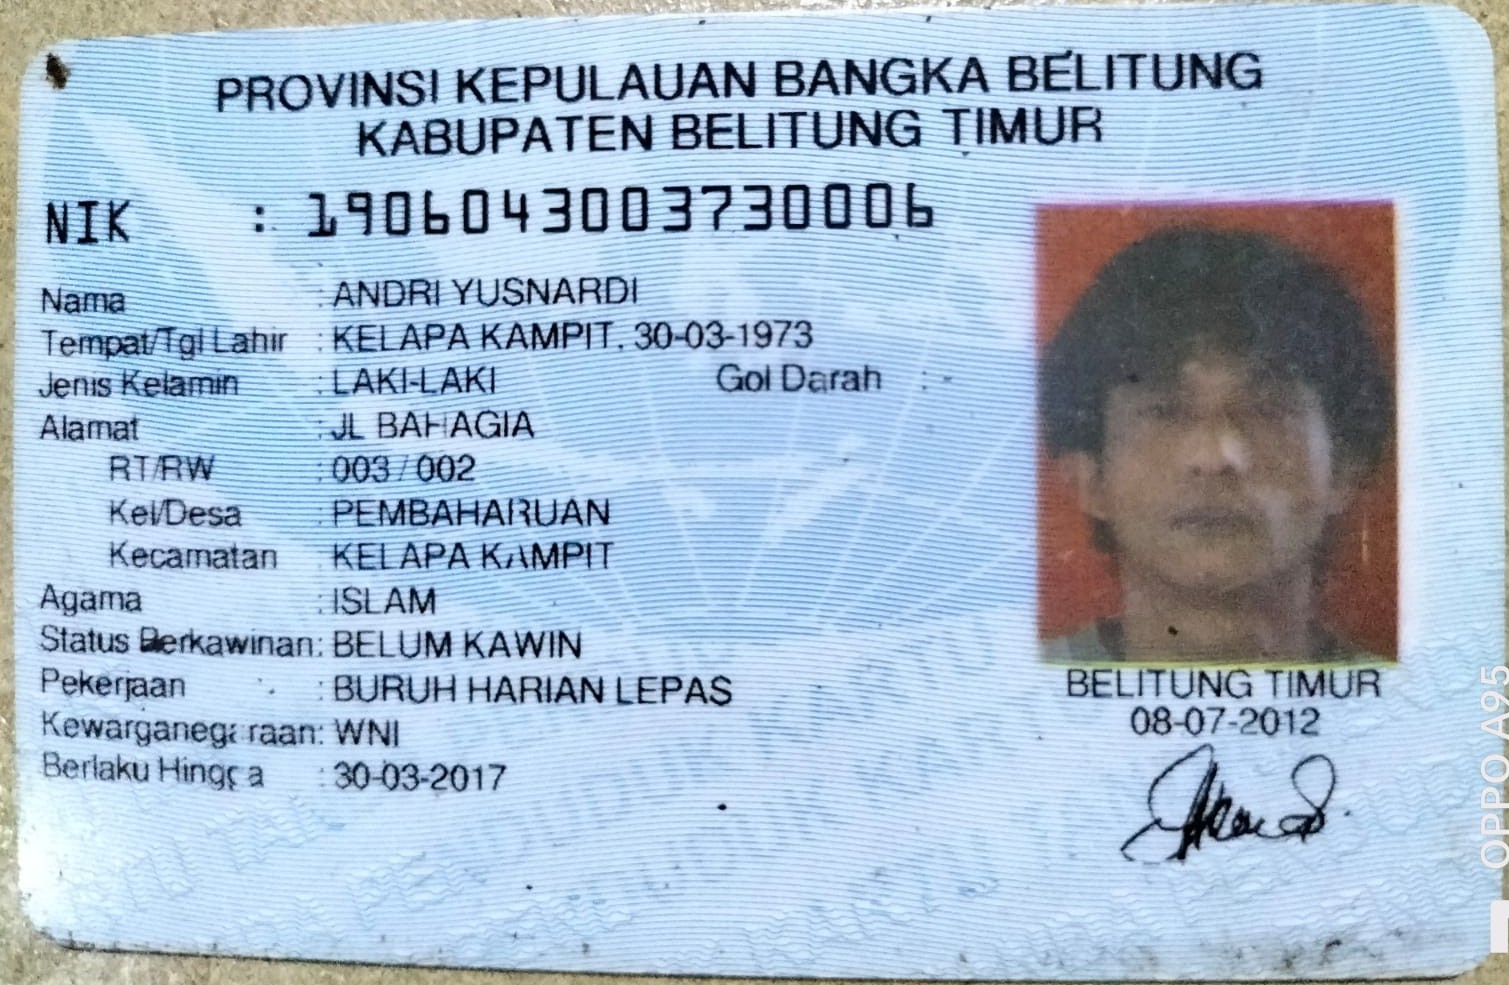 PROVINSI KEPULAUAN BANGKA BELITUNG
KABUPATEN BELITUNG TIMUR
NIK : 1906043003730006
Nama : ANDRI YUSNARDI
Tempat/Tgl Lahir : KELAPA KAMPIT, 30-03-1973
Jenis Kelamin : LAKI-LAKI Gol Darah : -
Alamat : JL BAHAGIA
RT/RW : 003 / 002
Kel/Desa : PEMBAHARUAN
Kecamatan : KELAPA KAMPIT
Agama : ISLAM
Status Perkawinan: BELUM KAWIN
Pekerjaan : BURUH HARIAN LEPAS
Kewarganegaraan: WNI
Berlaku Hingga : 30-03-2017
BELITUNG TIMUR
08-07-2012
OPPO A95